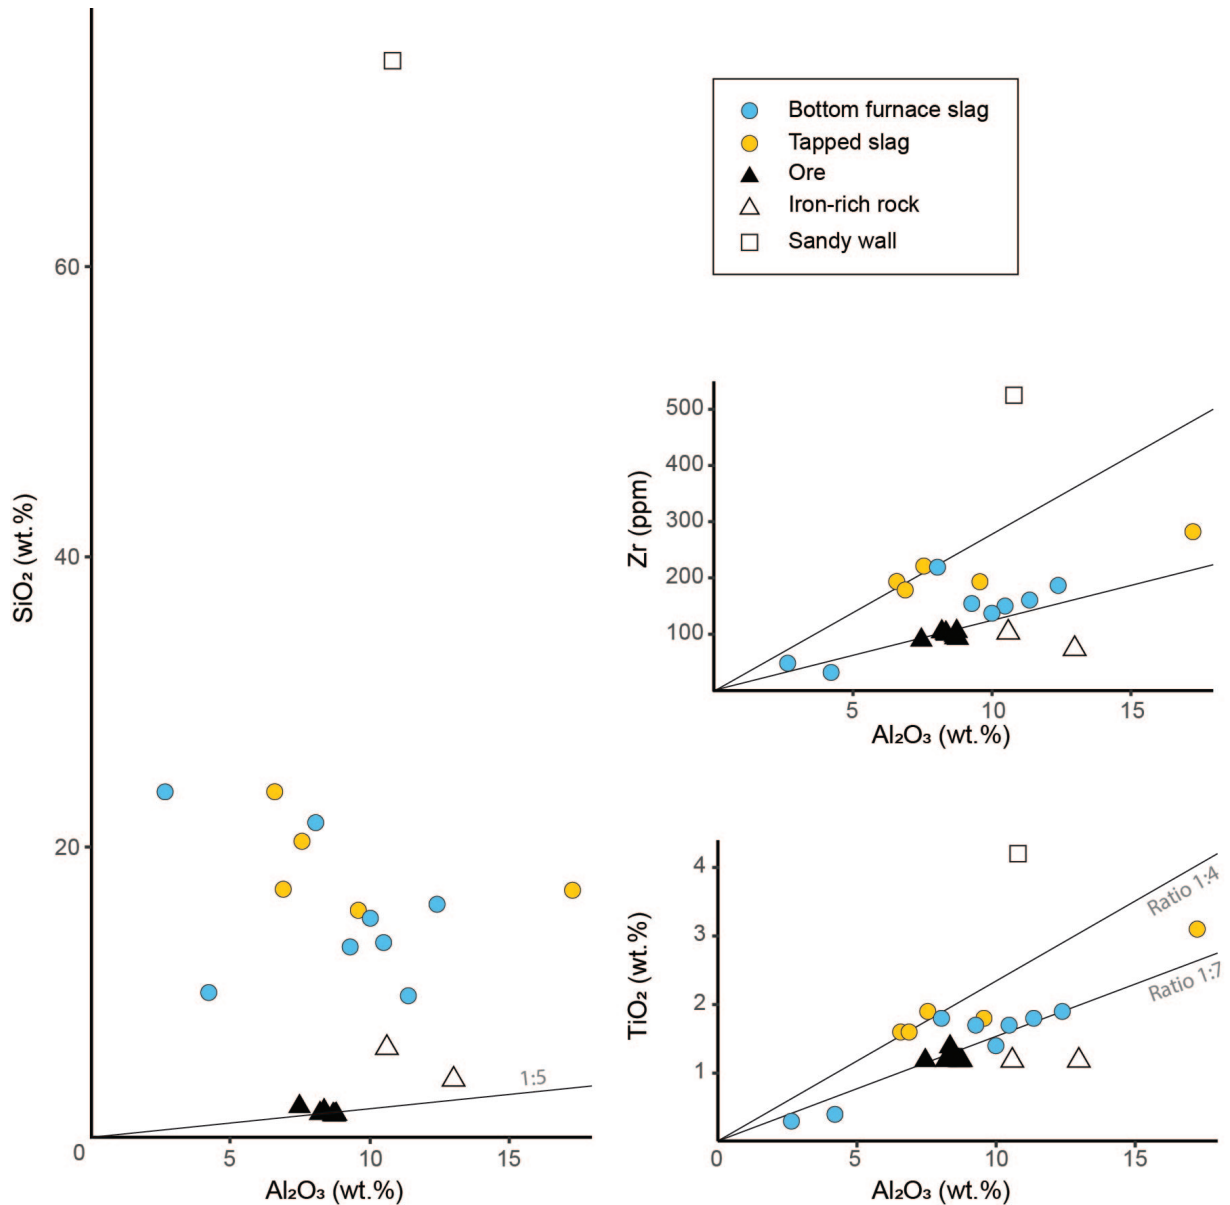 SiO₂ (wt.%)
60
40
20
0
5
10
15
1:5
Al₂O₃ (wt.%)
Bottom furnace slag
Tapped slag
Ore
Iron-rich rock
Sandy wall
Zr (ppm)
500
400
300
200
100
5
10
15
Al₂O₃ (wt.%)
TiO₂ (wt.%)
4
3
2
1
0
5
10
15
Ratio 1:4
Ratio 1:7
Al₂O₃ (wt.%)